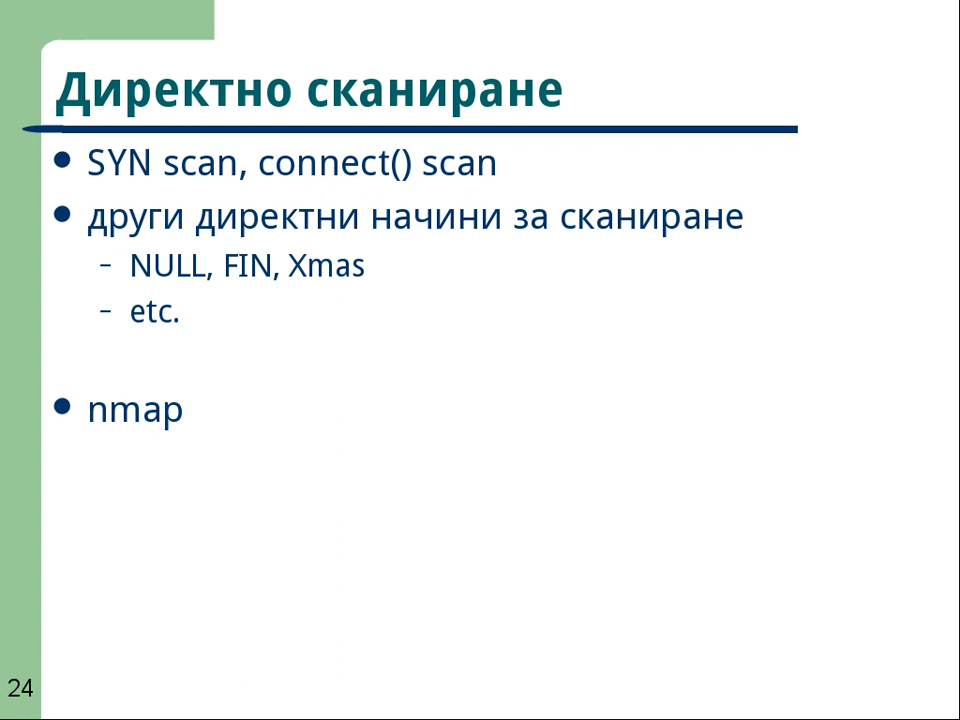 Директно сканиране
SYN scan, connect() scan
други директни начини за сканиране
– NULL, FIN, Xmas
– etc.
nmap
24